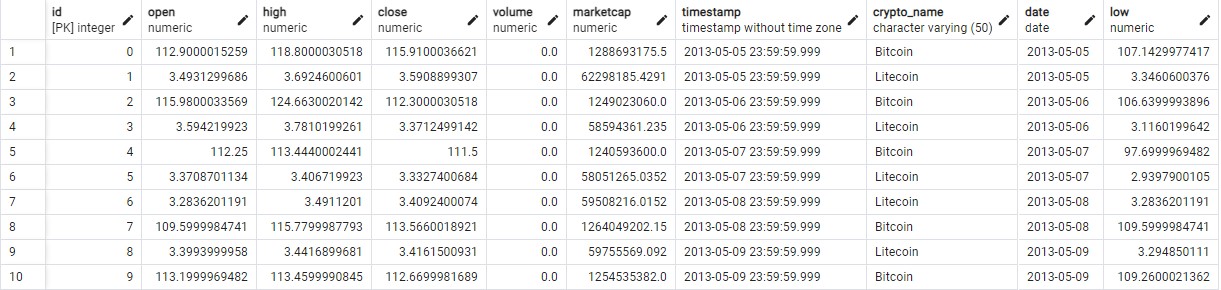 id open high close volume marketcap timestamp crypto_name date low
[PK] integer numeric numeric numeric numeric numeric timestamp without time zone character varying (50) date numeric
1 0 112.9000015259 118.8000030518 115.9100036621 0.0 1288693175.5 2013-05-05 23:59:59.999 Bitcoin 2013-05-05 107.1429977417
2 1 3.4931299686 3.6924600601 3.5908899307 0.0 62298185.4291 2013-05-05 23:59:59.999 Litecoin 2013-05-05 3.3460600376
3 2 115.9800033569 124.6630020142 112.3000030518 0.0 1249023060.0 2013-05-06 23:59:59.999 Bitcoin 2013-05-06 106.6399993896
4 3 3.594219923 3.7810199261 3.3712499142 0.0 58594361.235 2013-05-06 23:59:59.999 Litecoin 2013-05-06 3.1160199642
5 4 112.25 113.4440002441 111.5 0.0 1240593600.0 2013-05-07 23:59:59.999 Bitcoin 2013-05-07 97.6999969482
6 5 3.3708701134 3.406719923 3.3327400684 0.0 58051265.0352 2013-05-07 23:59:59.999 Litecoin 2013-05-07 2.9397900105
7 6 3.2836201191 3.4911201 3.4092400074 0.0 59508216.0152 2013-05-08 23:59:59.999 Litecoin 2013-05-08 3.2836201191
8 7 109.5999984741 115.7799987793 113.5660018921 0.0 1264049202.15 2013-05-08 23:59:59.999 Bitcoin 2013-05-08 109.5999984741
9 8 3.3993999958 3.4416899681 3.4161500931 0.0 59755569.092 2013-05-09 23:59:59.999 Litecoin 2013-05-09 3.294850111
10 9 113.1999969482 113.4599990845 112.6699981689 0.0 1254535382.0 2013-05-09 23:59:59.999 Bitcoin 2013-05-09 109.2600021362